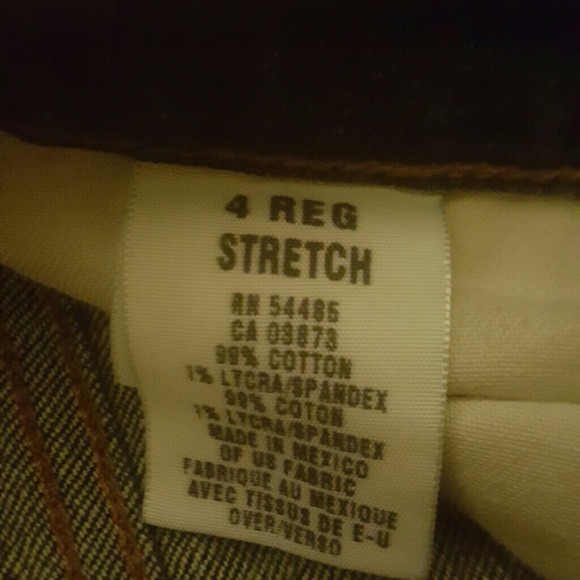 4 REG
STRETCH
RN 54485
CA 03873
99% COTTON
1% LYCRA/SPANDEX
99% COTON
1% LYCRA/SPANDEX
MADE IN MEXICO
OF US FABRIC
FABRIQUE AU MEXIQUE
AVEC TISSUS DE E-U
OVER/VERSO